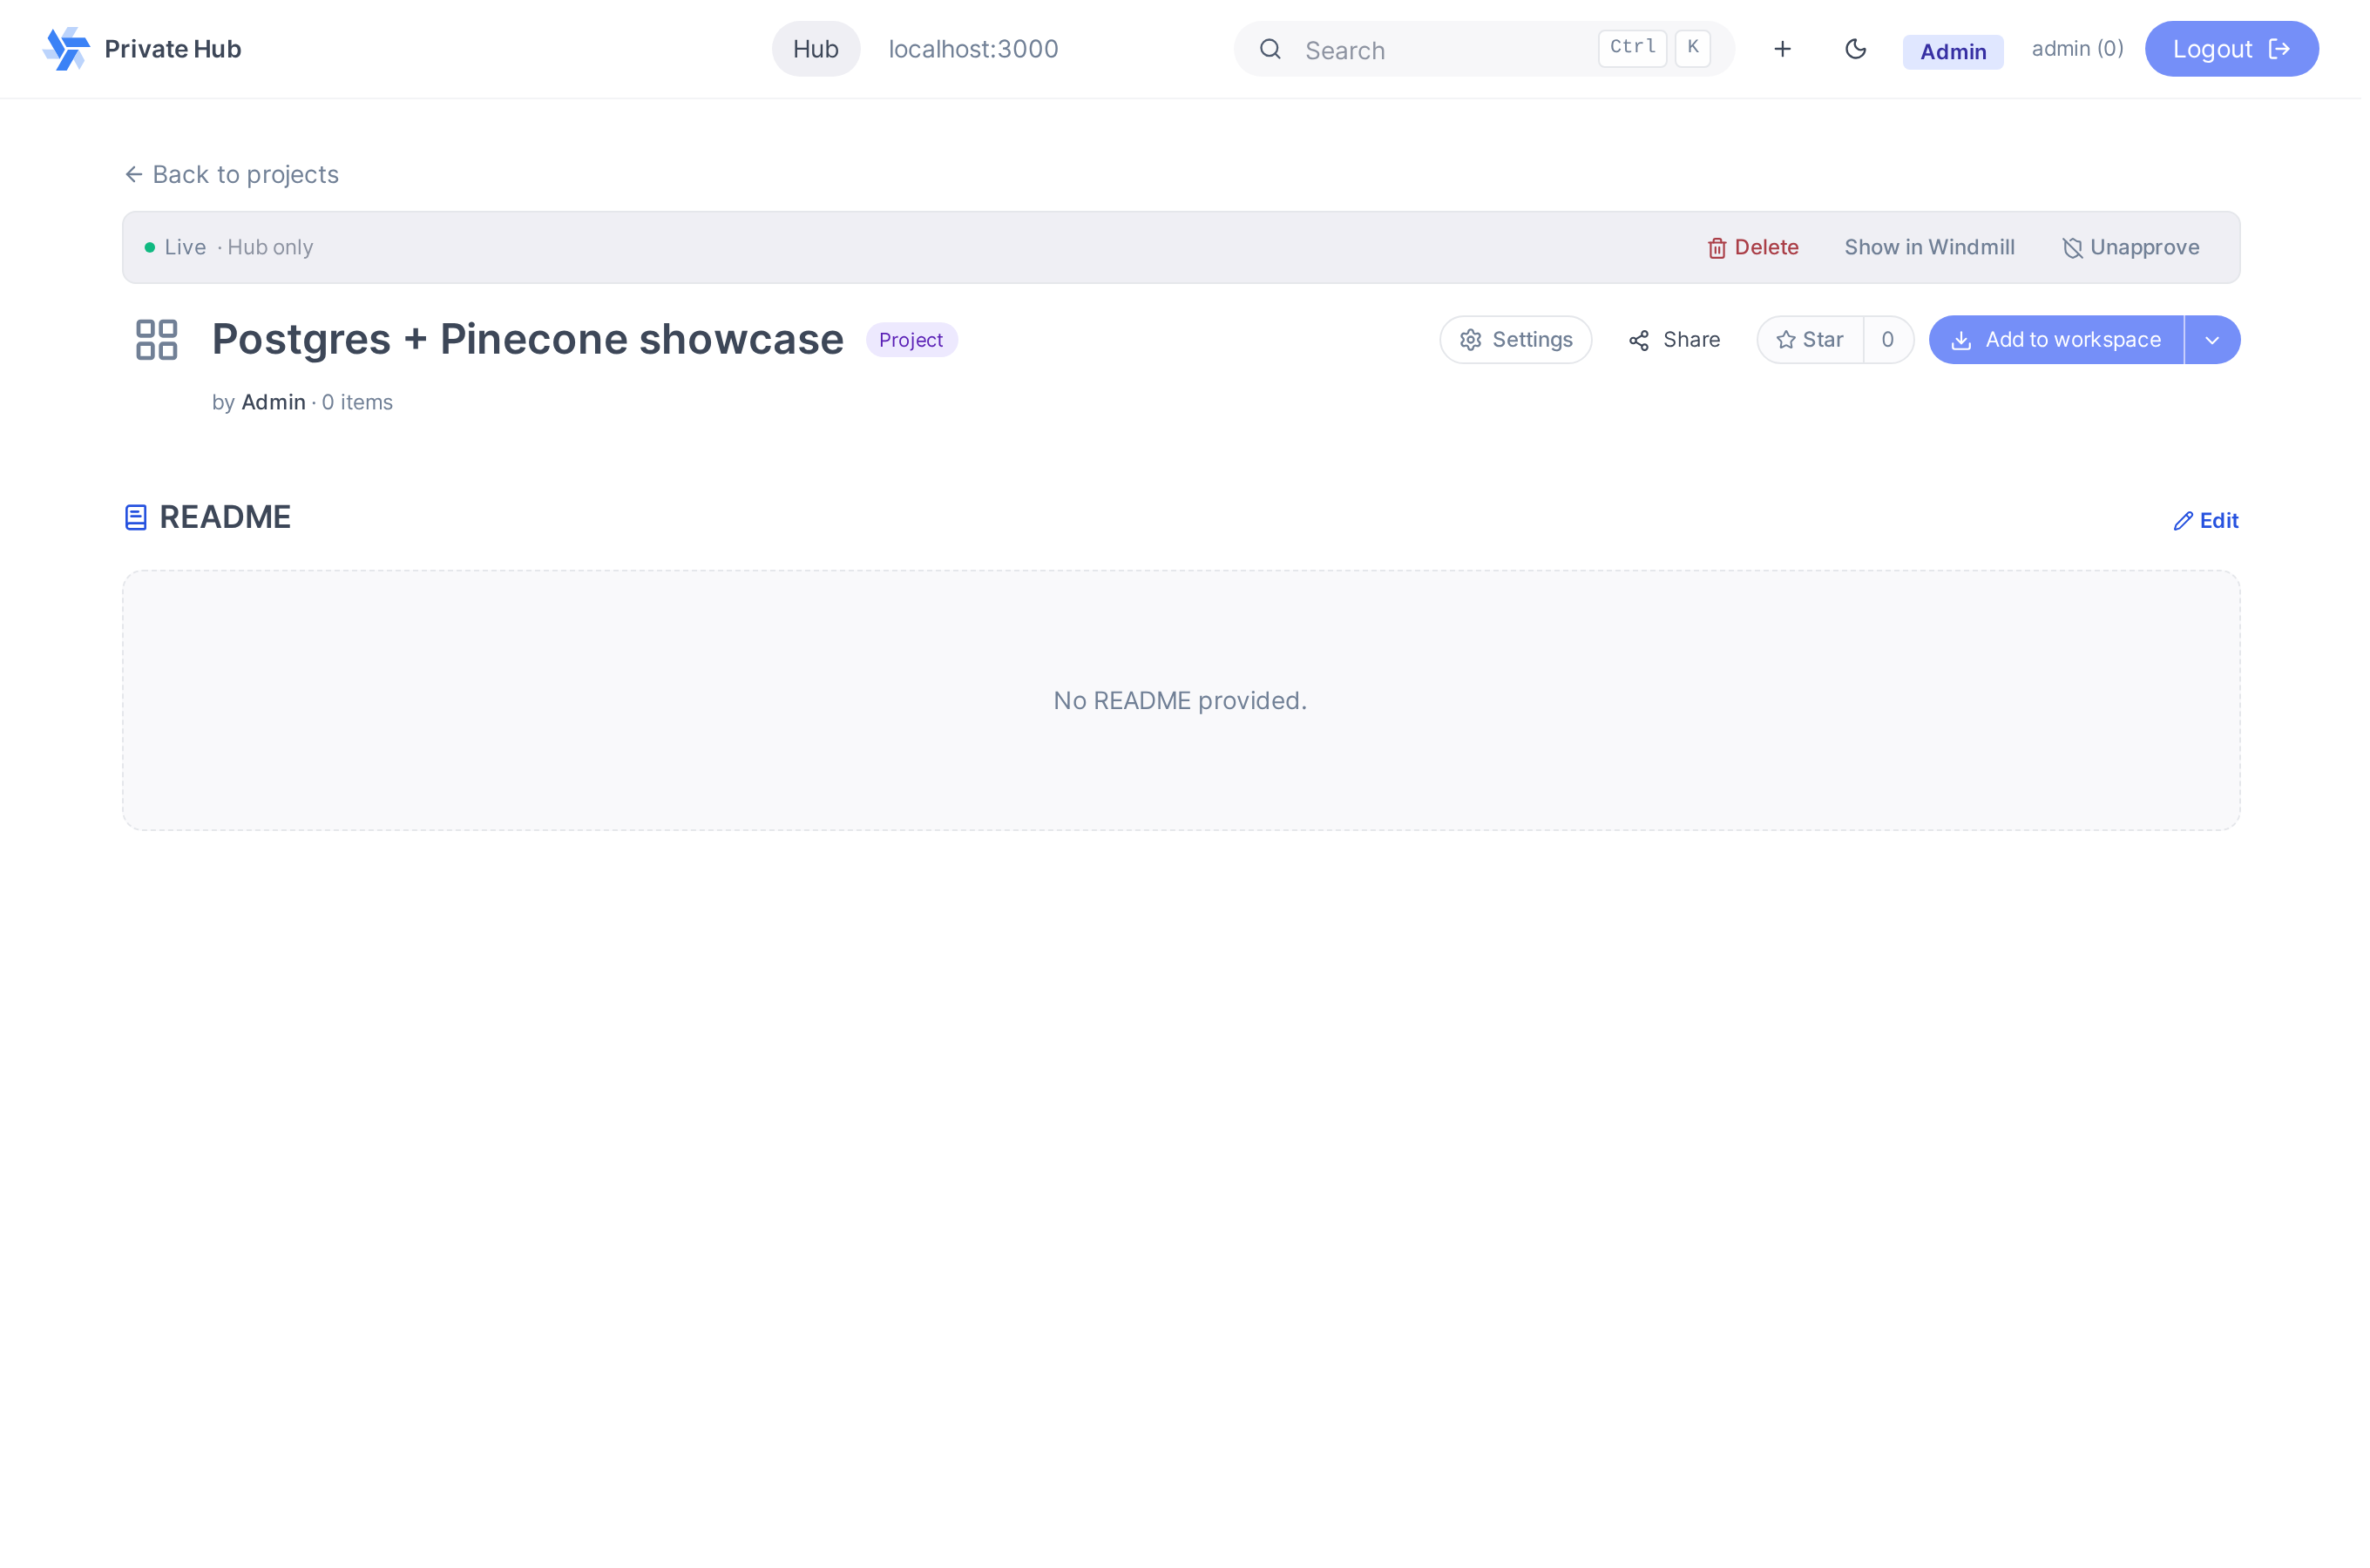 Private Hub
Hub
localhost:3000
Search
Ctrl K
Admin
admin (0)
Logout
Back to projects
Live · Hub only
Delete
Show in Windmill
Unapprove
Postgres + Pinecone showcase
Project
Settings
Share
Star 0
Add to workspace
by Admin · 0 items
README
Edit
No README provided.